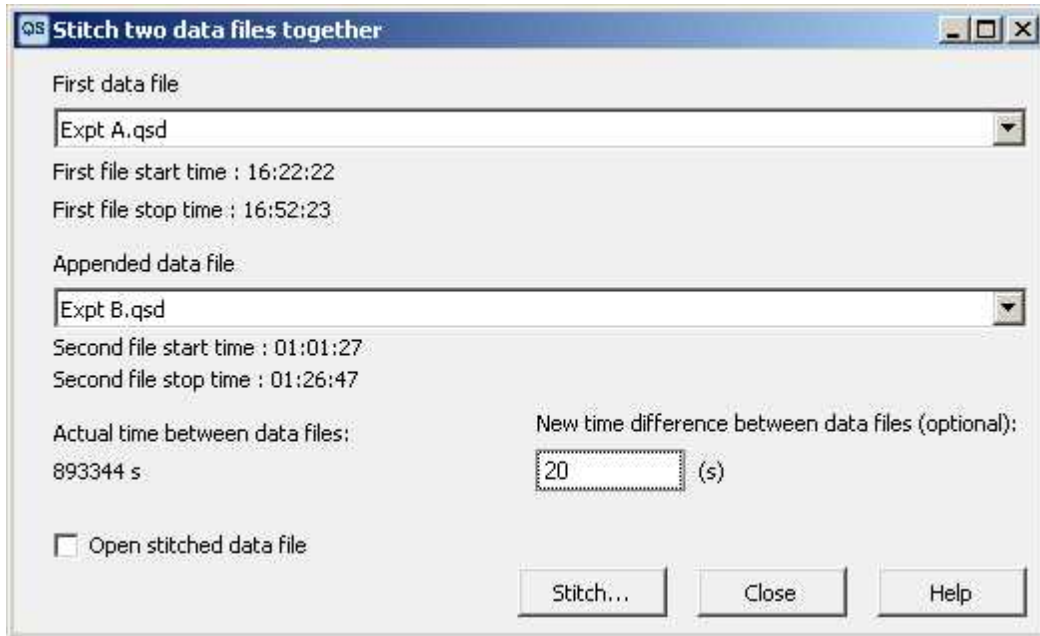 QS Stitch two data files together
First data file
Expt A.qsd
First file start time : 16:22:22
First file stop time : 16:52:23
Appended data file
Expt B.qsd
Second file start time : 01:01:27
Second file stop time : 01:26:47
Actual time between data files:
893344 s
New time difference between data files (optional):
20 (s)
Open stitched data file
Stitch... Close Help